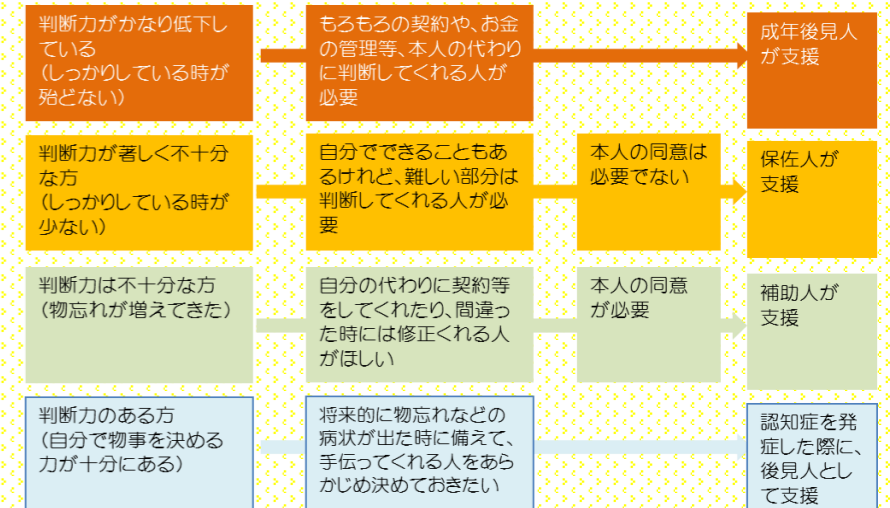 判断力がかなり低下し
ている
(しっかりしている時が
殆どない)
もろもろの契約や、お金
の管理等、本人の代わり
に判断してくれる人が
必要
成年後見人
が支援
判断力が著しく不十分
な方
(しっかりしている時が
少ない)
自分でできることもあ
るけれど、難しい部分は
判断してくれる人が必
要
本人の同意は
必要でない
保佐人が
支援
判断力は不十分な方
(物忘れが増えてきた)
自分の代わりに契約等
をしてくれたり、間違っ
た時には修正くれる人
がほしい
本人の同意
が必要
補助人が
支援
判断力のある方
(自分で物事を決める
力が十分にある)
将来的に物忘れなどの
病状が出た時に備えて、
手伝ってくれる人をあら
かじめ決めておきたい
認知症を発
症した際に、
後見人とし
て支援